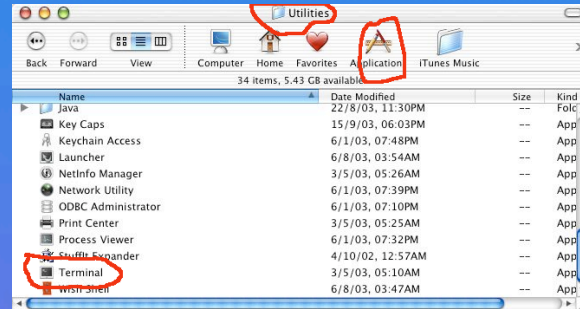 Utilities
Back Forward View Computer Home Favorites Application iTunes Music
34 items, 5.43 GB available
Name Date Modified Size Kind
Java 22/8/03, 11:30PM -- Fold
Key Caps 15/9/03, 06:03PM -- App
Keychain Access 6/1/03, 07:48PM -- App
Launcher 6/8/03, 03:54AM -- App
NetInfo Manager 3/5/03, 05:26AM -- App
Network Utility 6/1/03, 07:39PM -- App
ODBC Administrator 6/1/03, 07:10PM -- App
Print Center 3/5/03, 05:25AM -- App
Process Viewer 6/1/03, 07:32PM -- App
StuffIt Expander 4/10/02, 12:57AM -- App
Terminal 3/5/03, 05:10AM -- App
Wish Shell 6/8/03, 03:47AM -- App